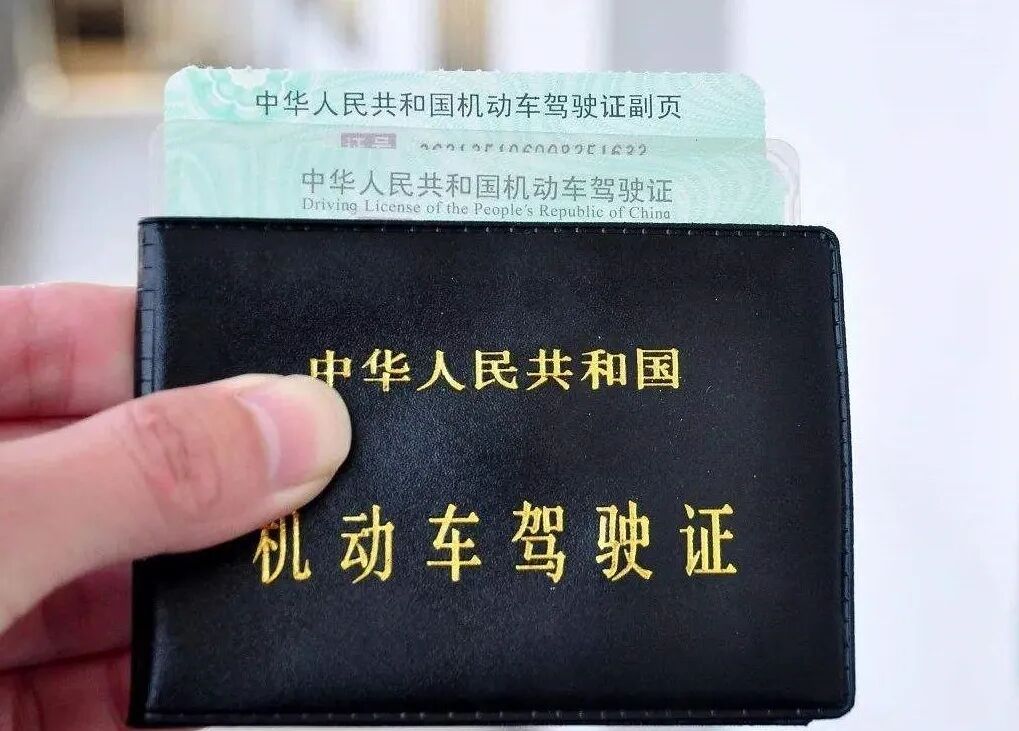 中华人民共和国机动车驾驶证副页
证号
中华人民共和国机动车驾驶证
Driving License of the People's Republic of China
中华人民共和国
机动车驾驶证